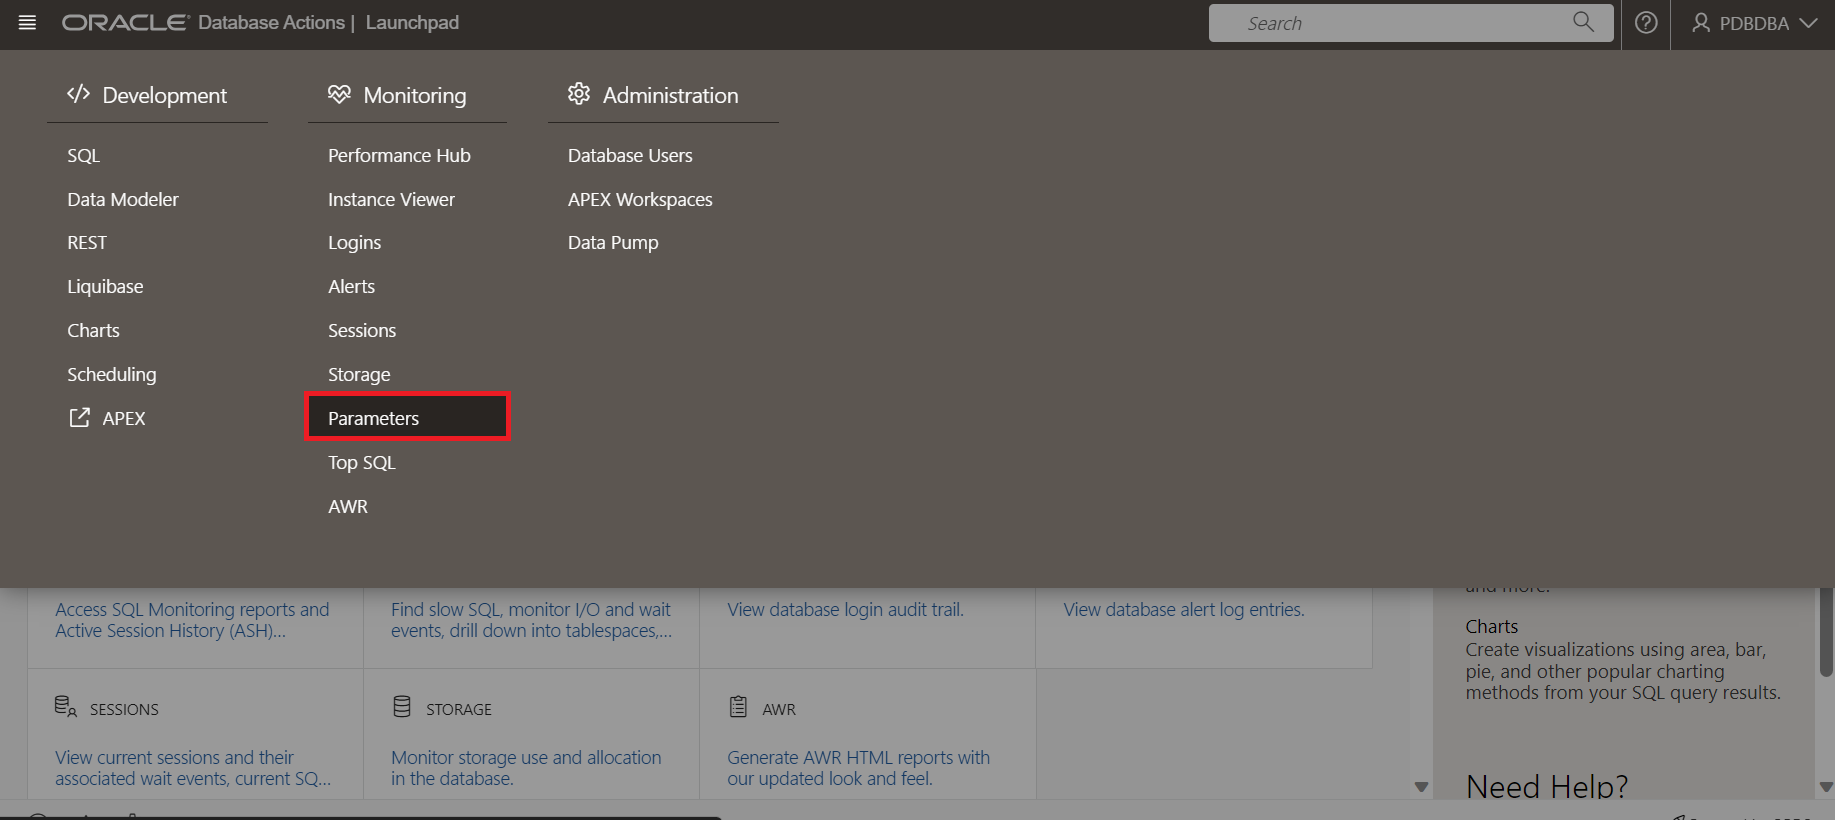 ORACLE Database Actions | Launchpad
Search
PDBDBA
Development
SQL
Data Modeler
REST
Liquibase
Charts
Scheduling
APEX
Monitoring
Performance Hub
Instance Viewer
Logins
Alerts
Sessions
Storage
Parameters
Top SQL
AWR
Administration
Database Users
APEX Workspaces
Data Pump
Access SQL Monitoring reports and
Active Session History (ASH)...
Find slow SQL, monitor I/O and wait
events, drill down into tablespaces,...
View database login audit trail.
View database alert log entries.
SESSIONS
View current sessions and their
associated wait events, current SQ...
STORAGE
Monitor storage use and allocation
in the database.
AWR
Generate AWR HTML reports with
our updated look and feel.
and more.
Charts
Create visualizations using area, bar,
pie, and other popular charting
methods from your SQL query results.
Need Help?